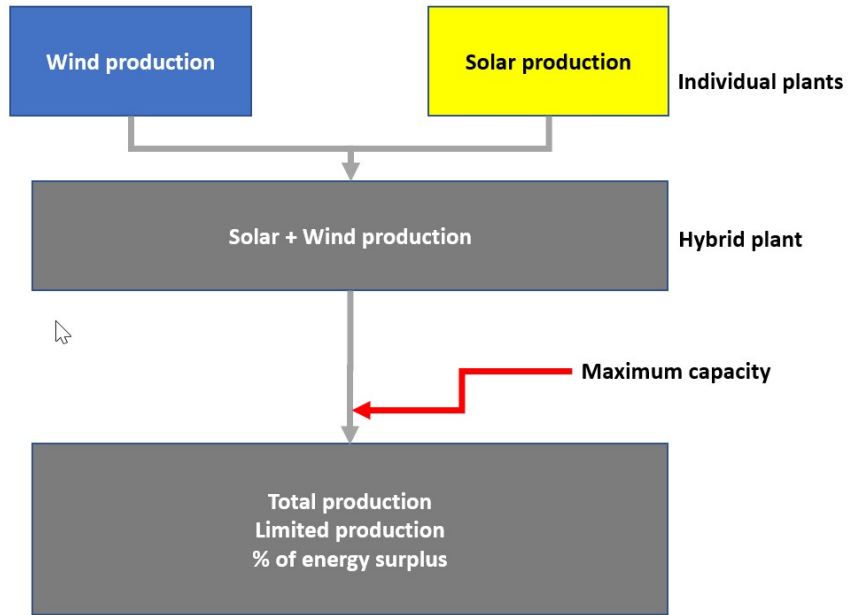 Wind production
Solar production
Individual plants
Solar + Wind production
Hybrid plant
Maximum capacity
Total production
Limited production
% of energy surplus